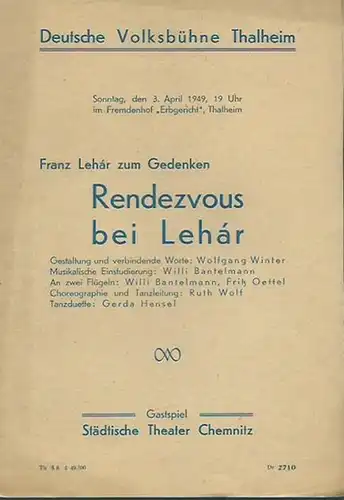 Deutsche Volksbühne Thalheim
Sonntag, den 3. April 1949, 19 Uhr
im Fremdenhof „Erbgericht", Thalheim
Franz Lehár zum Gedenken
Rendezvous
bei Lehár
Gestaltung und verbindende Worte: Wolfgang Winter
Musikalische Einstudierung: Willi Bantelmann
An zwei Flügeln: Willi Bantelmann, Fritz Oettel
Choreographie und Tanzleitung: Ruth Wolf
Tanzduette: Gerda Hensel
Gastspiel
Städtische Theater Chemnitz
2710